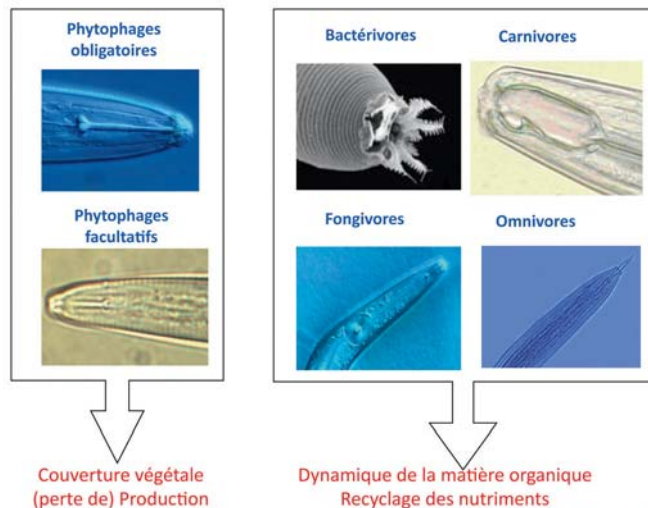 Phytophages
obligatoires
Phytophages
facultatifs
Couverture végétale
(perte de) Production
Bactérivores
Carnivores
Fongivores
Omnivores
Dynamique de la matière organique
Recyclage des nutriments